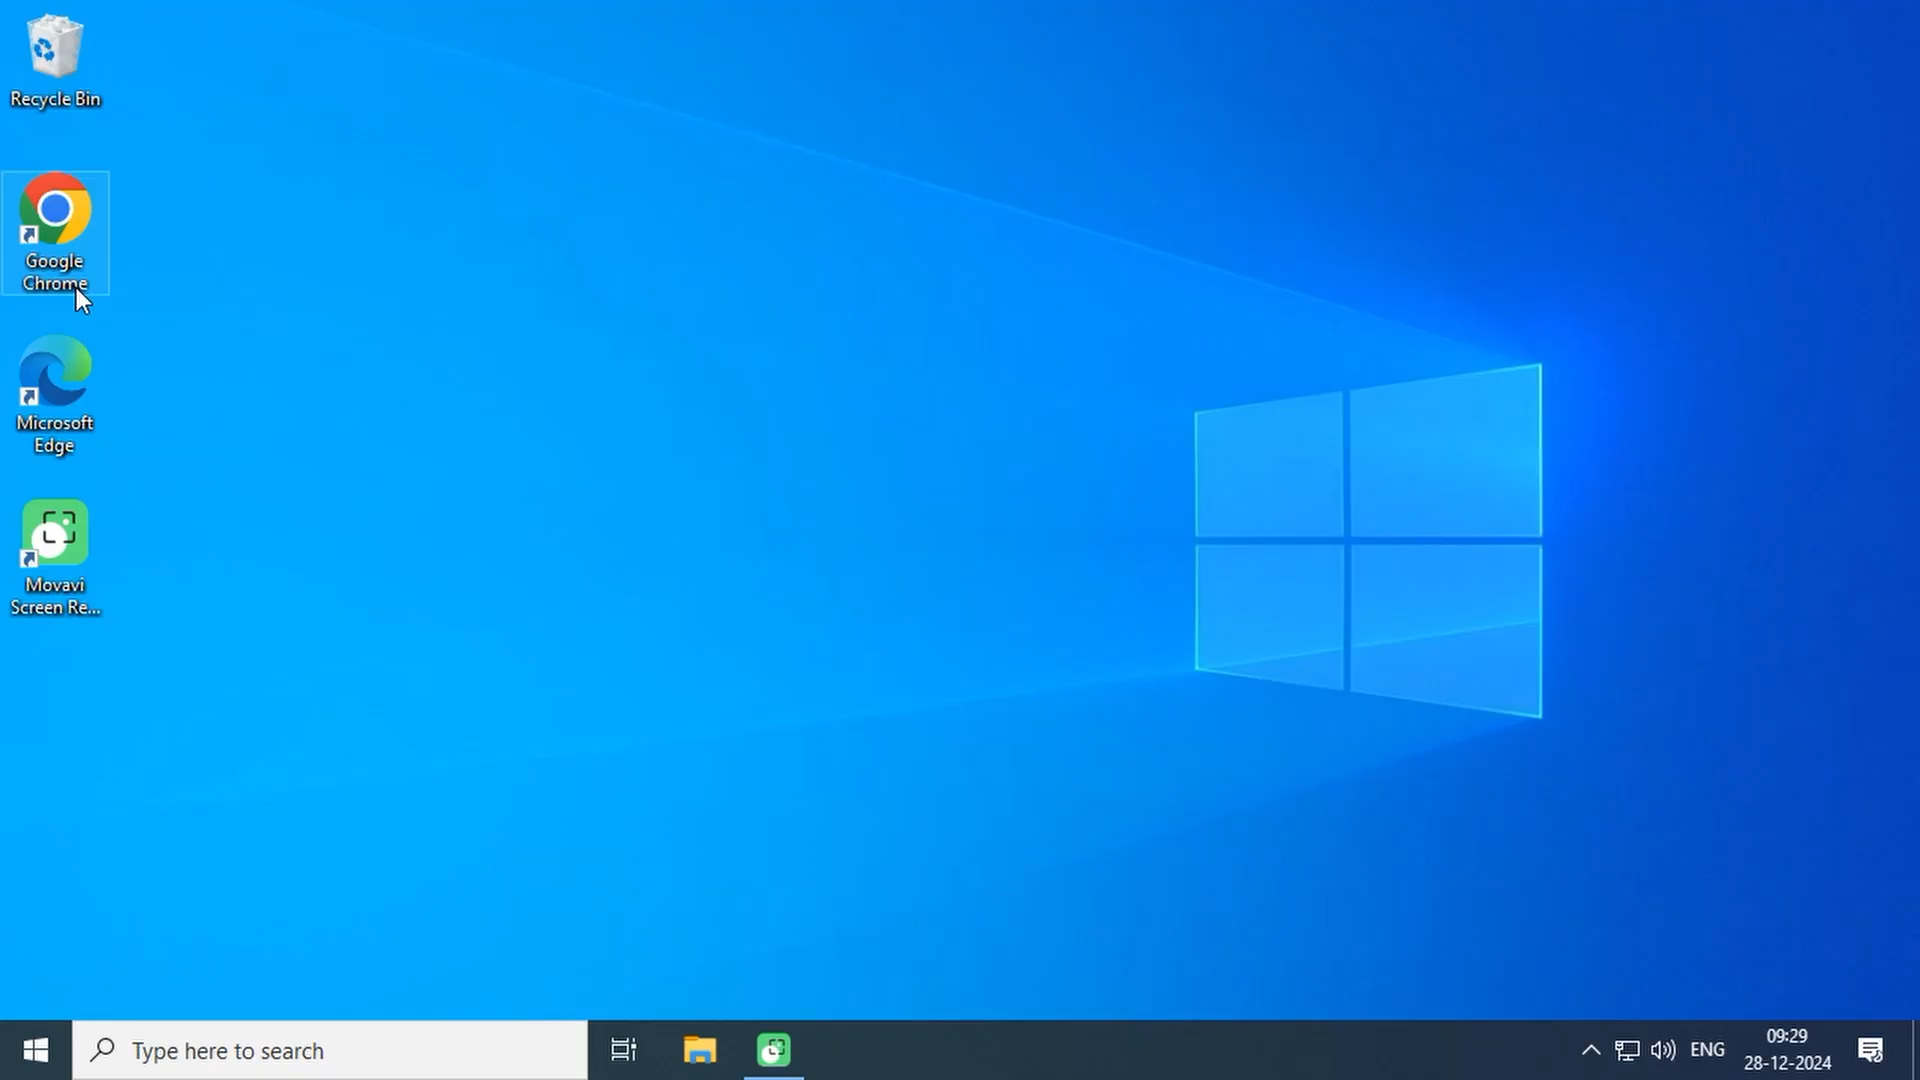 Recycle Bin
Google
Chrome
Microsoft
Edge
Movavi
Screen Re...
Type here to search
ENG
09:29
28-12-2024